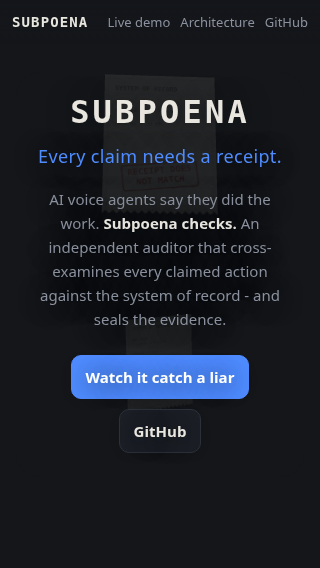 SUBPOENA Live demo Architecture GitHub
SUBPOENA
Every claim needs a receipt.
AI voice agents say they did the
work. Subpoena checks. An
independent auditor that cross-
examines every claimed action
against the system of record - and
seals the evidence.
Watch it catch a liar
GitHub